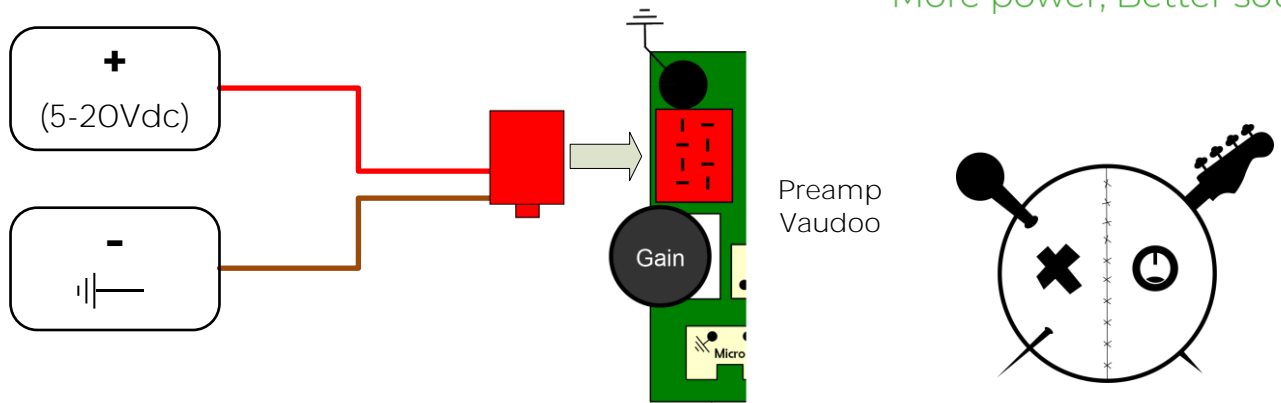 More power, Better sou
+
(5-20Vdc)
-
Gain
Micro
Preamp
Vaudoo